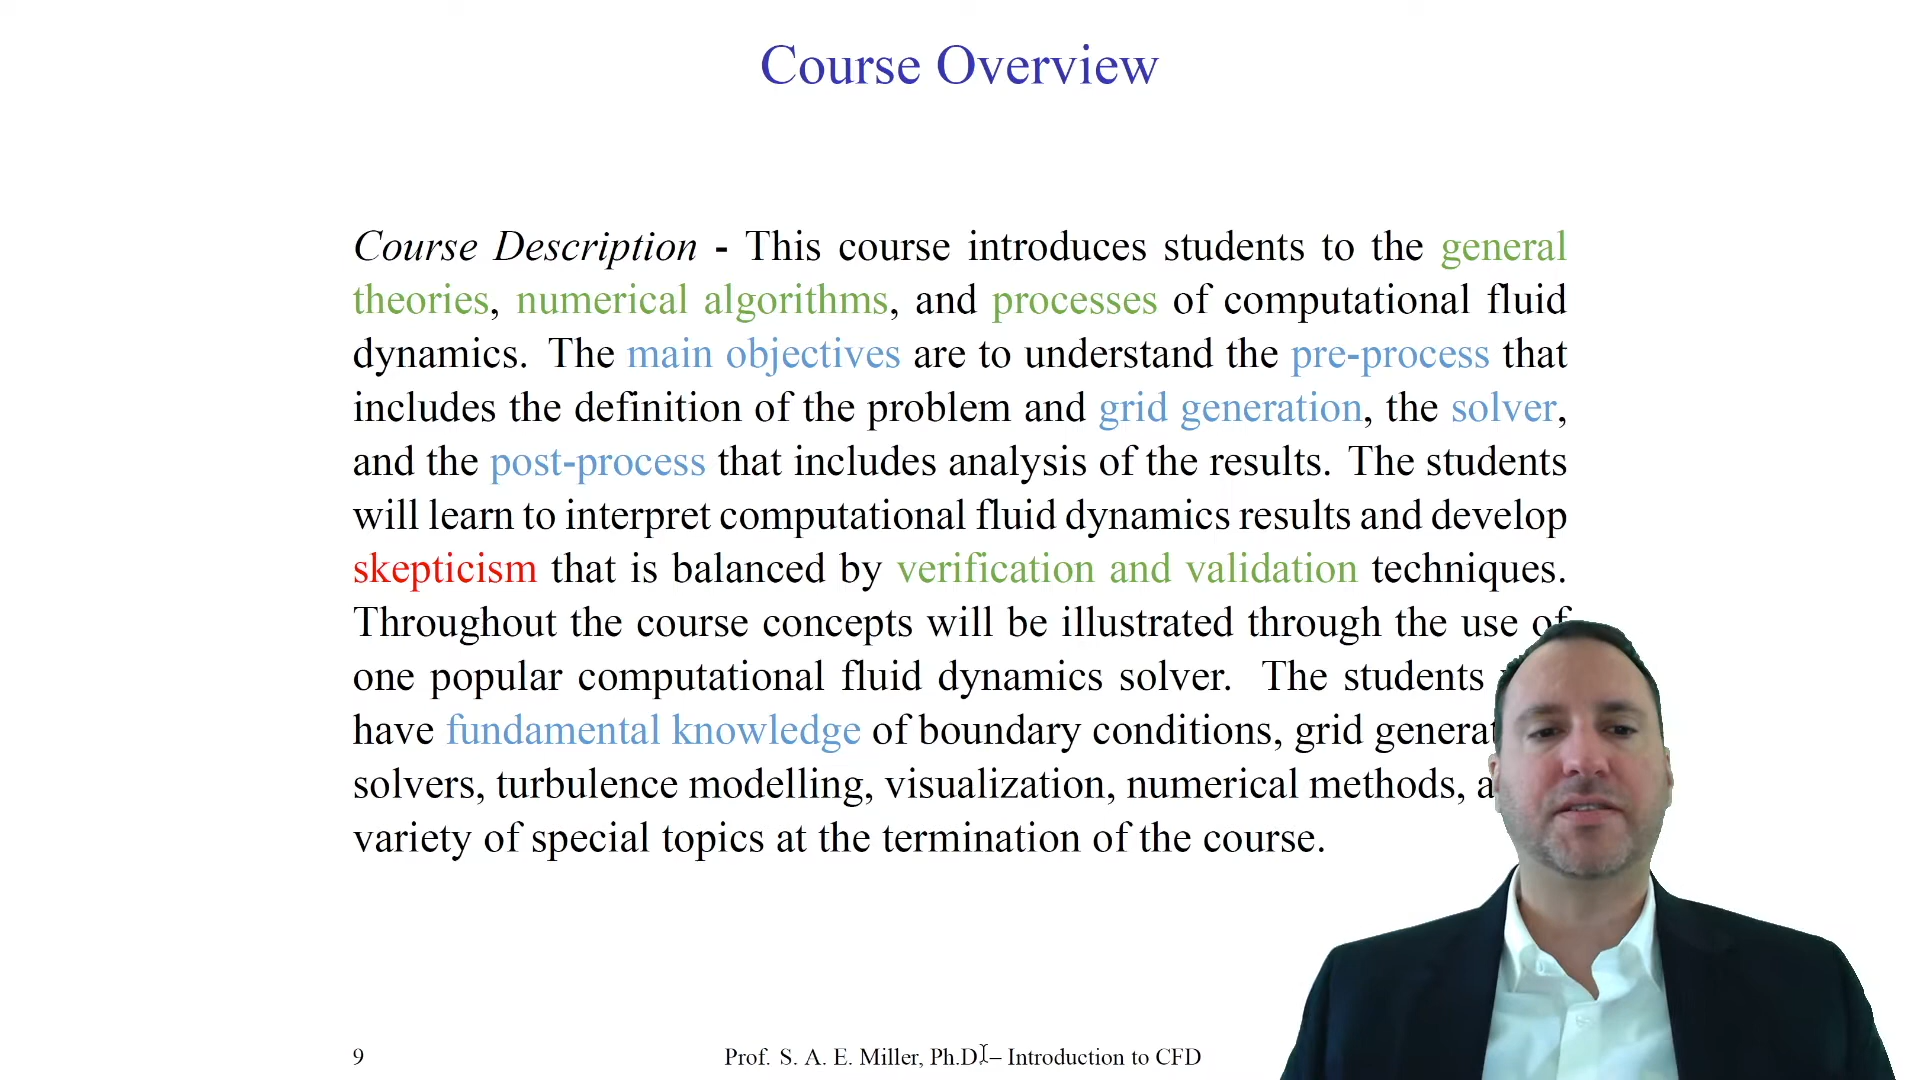 Course Overview
Course Description - This course introduces students to the general
theories, numerical algorithms, and processes of computational fluid
dynamics. The main objectives are to understand the pre-process that
includes the definition of the problem and grid generation, the solver,
and the post-process that includes analysis of the results. The students
will learn to interpret computational fluid dynamics results and develop
skepticism that is balanced by verification and validation techniques.
Throughout the course concepts will be illustrated through the use of
one popular computational fluid dynamics solver. The students
have fundamental knowledge of boundary conditions, grid
solvers, turbulence modelling, visualization, numerical methods,
variety of special topics at the termination of the course.
9
Prof. S. A. E. Miller, Ph.D. – Introduction to CFD